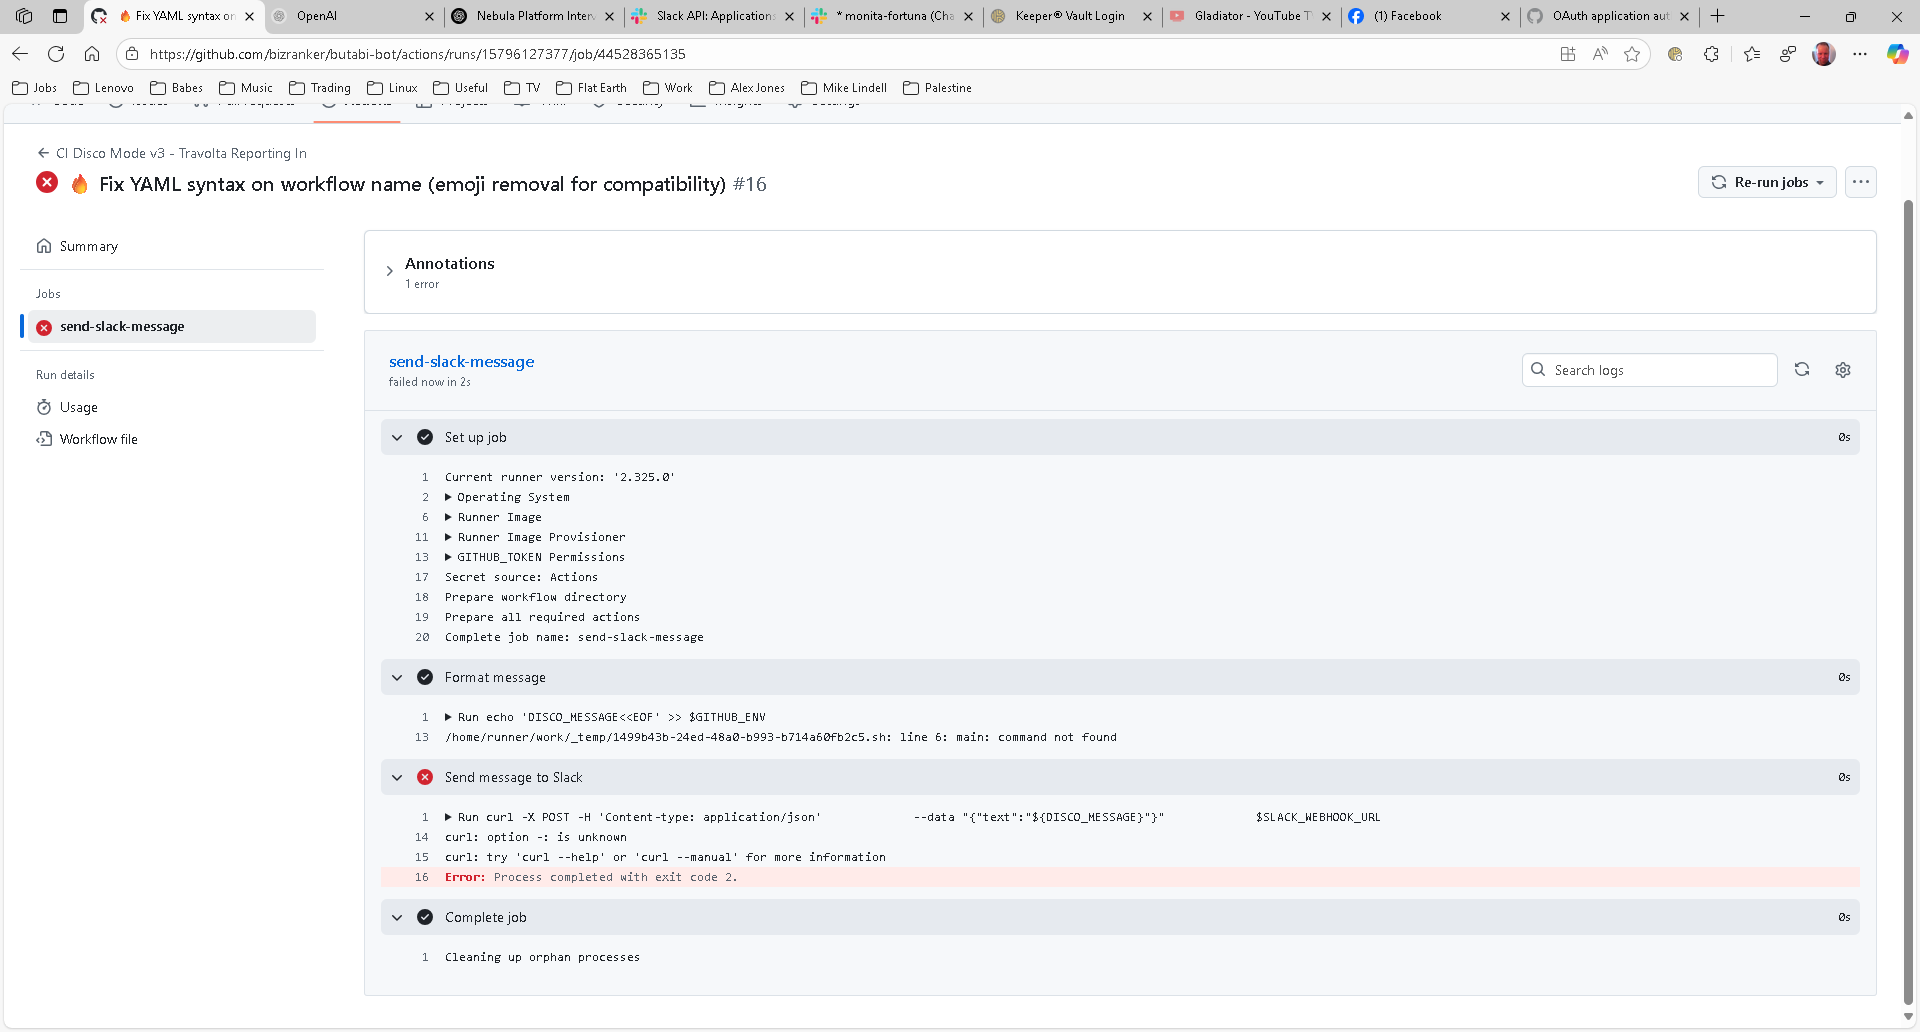 Fix YAML syntax on
OpenAI
Nebula Platform Inter
Slack API: Applications
* monita-fortuna (Cha
Keeper® Vault Login
Gladiator - YouTube T
(1) Facebook
OAuth application aut
https://github.com/bizranker/butabi-bot/actions/runs/15796127377/job/44528365135
Jobs
Lenovo
Babes
Music
Trading
Linux
Useful
TV
Flat Earth
Work
Alex Jones
Mike Lindell
Palestine
CI Disco Mode v3 - Travolta Reporting In
🔥 Fix YAML syntax on workflow name (emoji removal for compatibility) #16
Re-run jobs
Summary
Jobs
send-slack-message
Run details
Usage
Workflow file
Annotations
1 error
send-slack-message
failed now in 2s
Search logs
Set up job 0s
1 Current runner version: '2.325.0'
2 ▶ Operating System
6 ▶ Runner Image
11 ▶ Runner Image Provisioner
13 ▶ GITHUB_TOKEN Permissions
17 Secret source: Actions
18 Prepare workflow directory
19 Prepare all required actions
20 Complete job name: send-slack-message
Format message 0s
1 ▶ Run echo 'DISCO_MESSAGE<<EOF' >> $GITHUB_ENV
13 /home/runner/work/_temp/1499b43b-24ed-48a0-b993-b714a60fb2c5.sh: line 6: main: command not found
Send message to Slack 0s
1 ▶ Run curl -X POST -H 'Content-type: application/json' --data "{"text":"${DISCO_MESSAGE}"}" $SLACK_WEBHOOK_URL
14 curl: option -: is unknown
15 curl: try 'curl --help' or 'curl --manual' for more information
16 Error: Process completed with exit code 2.
Complete job 0s
1 Cleaning up orphan processes